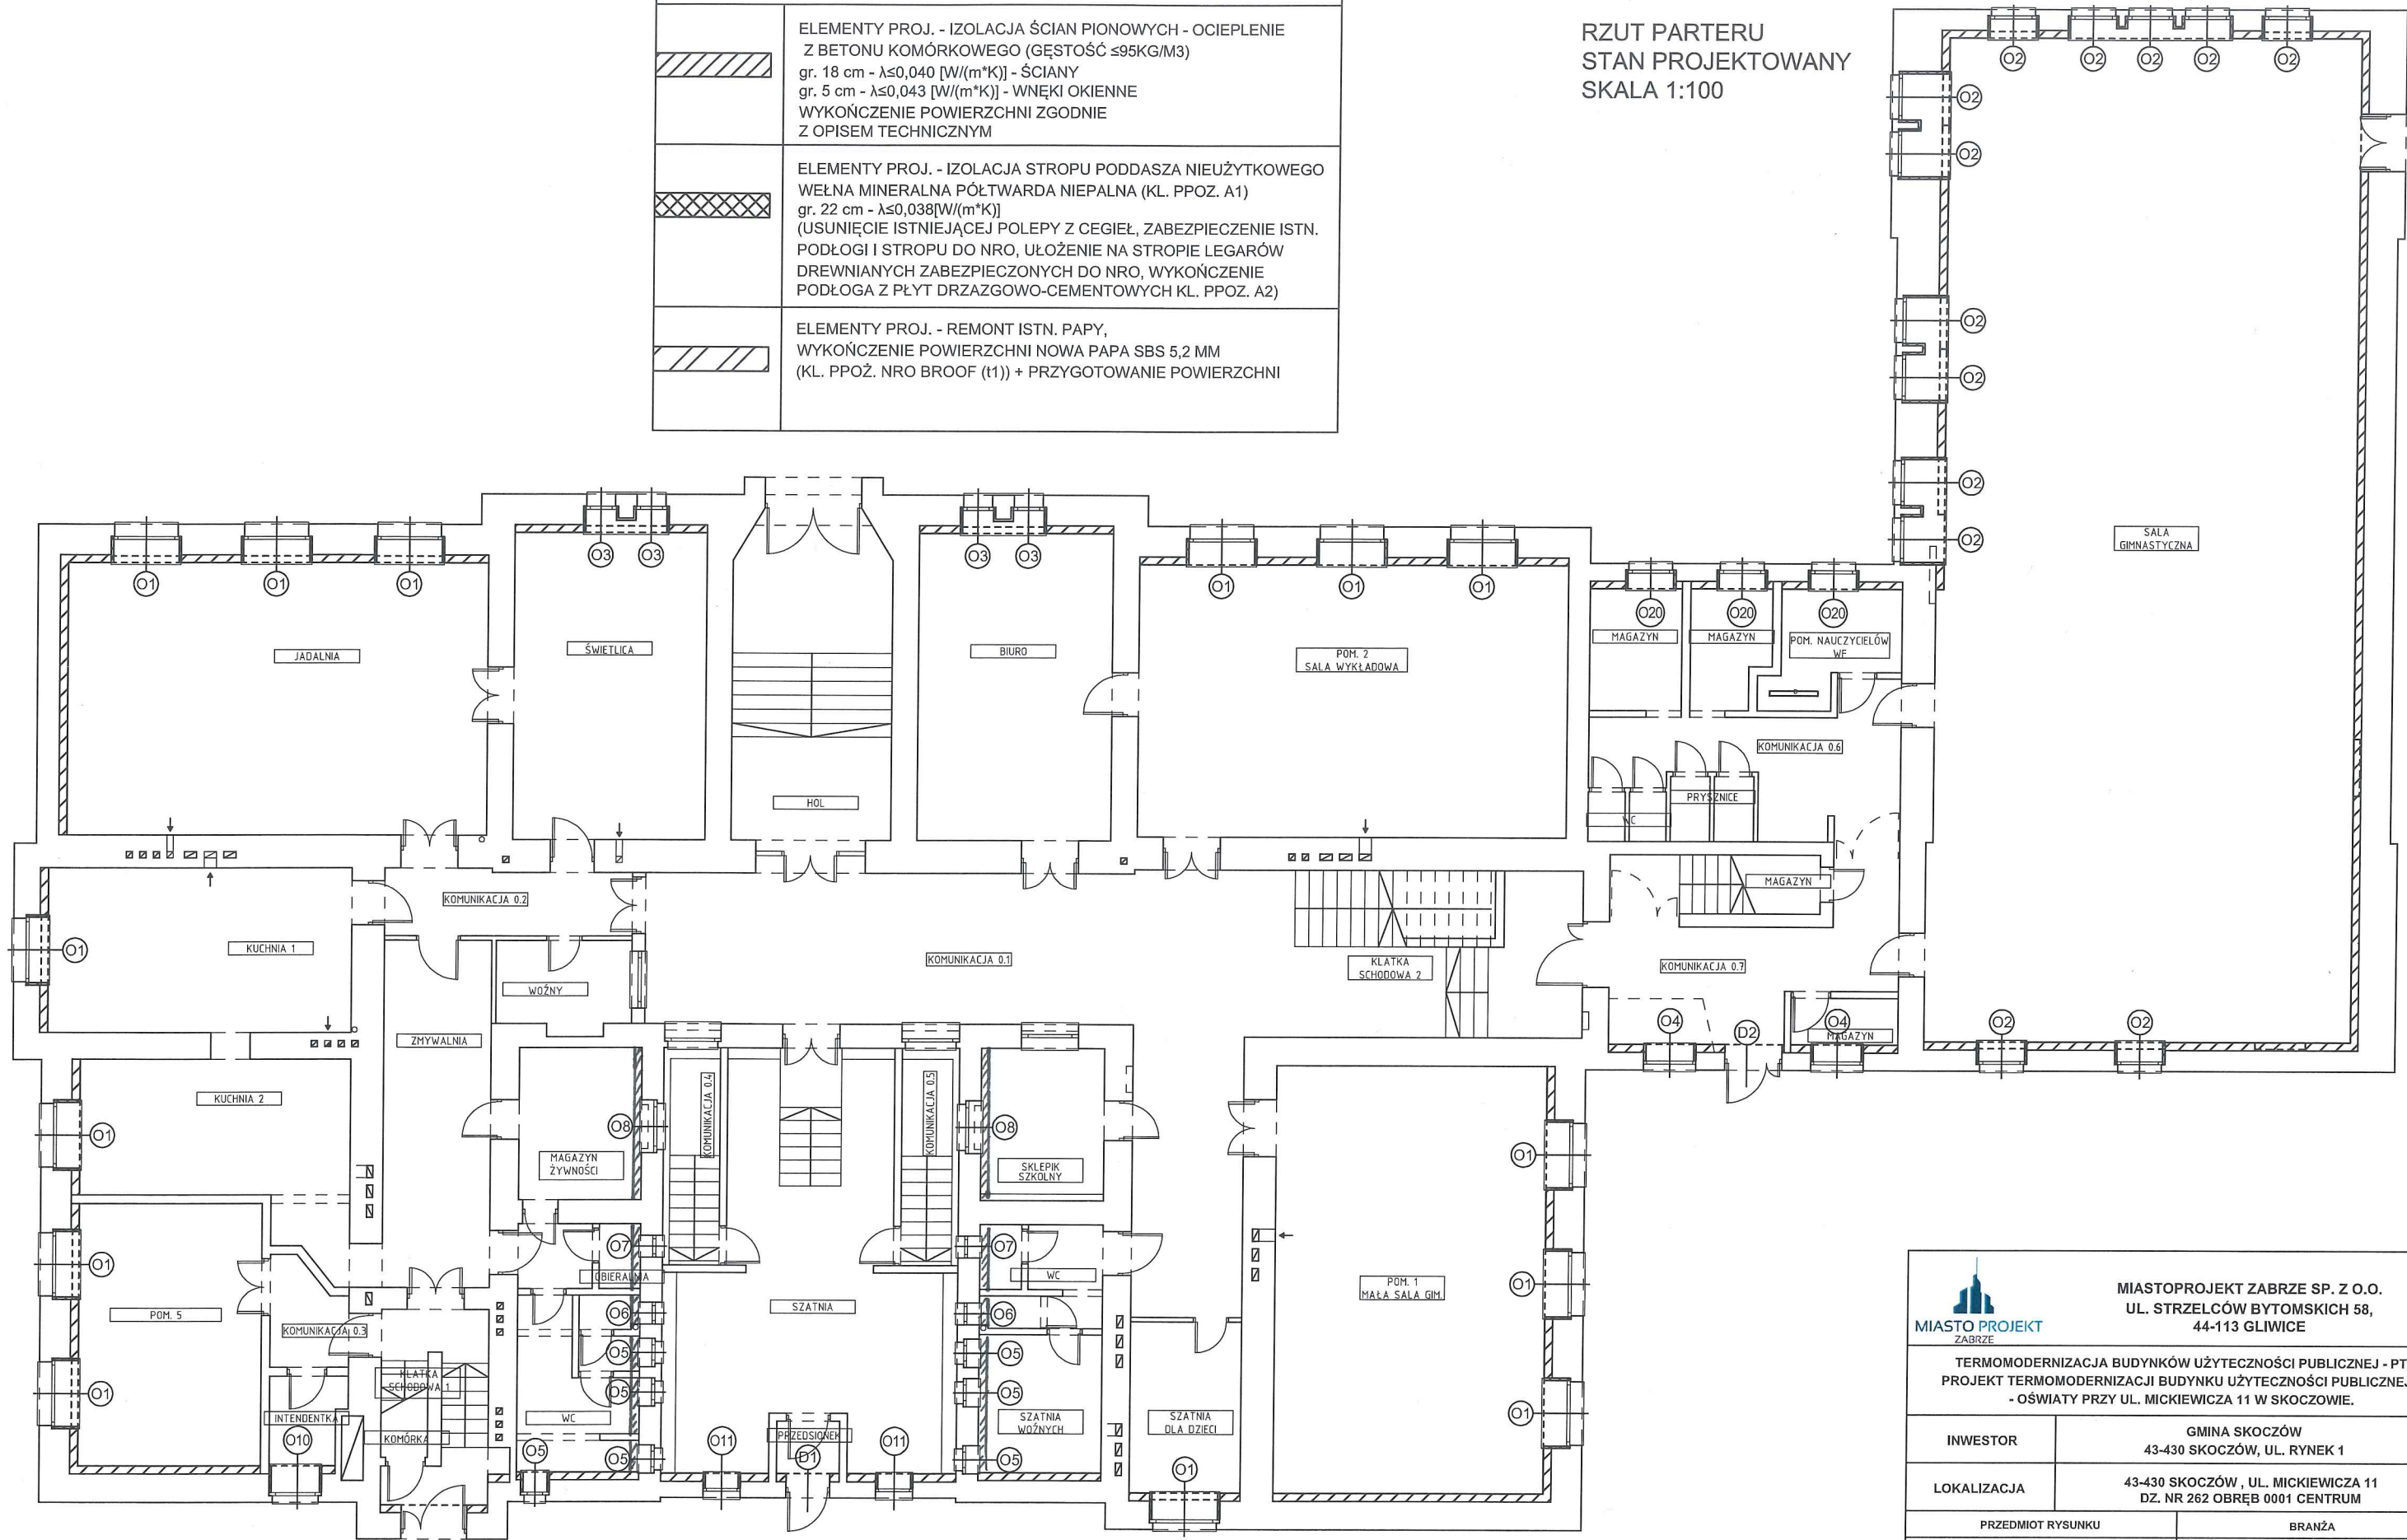 ELEMENTY PROJ. - IZOLACJA ŚCIAN PIONOWYCH - OCIEPLENIE
Z BETONU KOMÓRKOWEGO (GĘSTOŚĆ ≤95KG/M3)
gr. 18 cm - λ≤0,040 [W/(m*K)] - ŚCIANY
gr. 5 cm - λ≤0,043 [W/(m*K)] - WNĘKI OKIENNE
WYKOŃCZENIE POWIERZCHNI ZGODNIE
Z OPISEM TECHNICZNYM
ELEMENTY PROJ. - IZOLACJA STROPU PODDASZA NIEUŻYTKOWEGO
WEŁNA MINERALNA PÓŁTWARDA NIEPALNA (KL. PPOZ. A1)
gr. 22 cm - λ≤0,038[W/(m*K)]
(USUNIĘCIE ISTNIEJĄCEJ POLEPY Z CEGIEŁ, ZABEZPIECZENIE ISTN.
PODŁOGI I STROPU DO NRO, UŁOŻENIE NA STROPIE LEGARÓW
DREWNIANYCH ZABEZPIECZONYCH DO NRO, WYKOŃCZENIE
PODŁOGA Z PŁYT DRZAZGOWO-CEMENTOWYCH KL. PPOZ. A2)
ELEMENTY PROJ. - REMONT ISTN. PAPY,
WYKOŃCZENIE POWIERZCHNI NOWA PAPA SBS 5,2 MM
(KL. PPOŻ. NRO BROOF (t1)) + PRZYGOTOWANIE POWIERZCHNI
RZUT PARTERU
STAN PROJEKTOWANY
SKALA 1:100
O2 O2 O2 O2 O2
O2
O2
O2
O2
O2
O2
SALA
GIMNASTYCZNA
O3 O3 O3 O3
O1 O1 O1 O1 O1 O1
O20 O20 O20
JADALNIA
ŚWIETLICA
BIURO
POM. 2
SALA WYKŁADOWA
MAGAZYN
MAGAZYN
POM. NAUCZYCIELÓW
WF
KOMUNIKACJA 0.6
HOL
PRYSZNICE
WC
MAGAZYN
KOMUNIKACJA 0.2
O1
KUCHNIA 1
KOMUNIKACJA 0.1
KLATKA
SCHODOWA 2
KOMUNIKACJA 0.7
WOŹNY
O4 D2 O4 O2 O2
MAGAZYN
ZMYWALNIA
KUCHNIA 2
KOMUNIKACJA 0.4
KOMUNIKACJA 0.5
O1
O8 O8
MAGAZYN
ŻYWNOŚCI
SKLEPIK
SZKOLNY
O1
O7 O7
OBIERALNIA
WC
O1
O1
POM. 1
MAŁA SALA GIM.
POM. 5
SZATNIA
O6 O6
KOMUNIKACJA 0.3
O5 O5
KLATKA
SCHODOWA 1
O1
O5 O5
O1
INTENDENTKA
WC
SZATNIA
WOŹNYCH
SZATNIA
DLA DZIECI
O10
KOMÓRKA
O5
O5
O11
PRZEDSIONEK
D1
O11
O5
O1
O1
MIASTO PROJEKT
ZABRZE
MIASTOPROJEKT ZABRZE SP. Z O.O.
UL. STRZELCÓW BYTOMSKICH 58,
44-113 GLIWICE
TERMOMODERNIZACJA BUDYNKÓW UŻYTECZNOŚCI PUBLICZNEJ - PT
PROJEKT TERMOMODERNIZACJI BUDYNKU UŻYTECZNOŚCI PUBLICZNEJ
- OŚWIATY PRZY UL. MICKIEWICZA 11 W SKOCZOWIE.
INWESTOR
GMINA SKOCZÓW
43-430 SKOCZÓW, UL. RYNEK 1
LOKALIZACJA
43-430 SKOCZÓW , UL. MICKIEWICZA 11
DZ. NR 262 OBRĘB 0001 CENTRUM
PRZEDMIOT RYSUNKU
BRANŻA